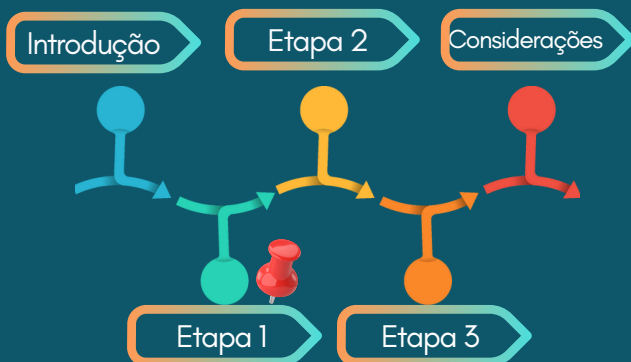 Introdução
Etapa 2
Considerações
Etapa 1
Etapa 3